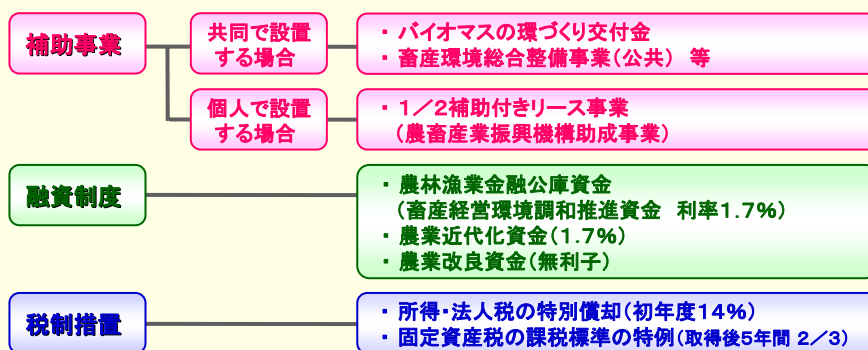 補助事業
共同で設置
する場合
・ バイオマスの環づくり交付金
・ 畜産環境総合整備事業(公共) 等
個人で設置
する場合
・ 1/2補助付きリース事業
(農畜産業振興機構助成事業)
融資制度
・ 農林漁業金融公庫資金
(畜産経営環境調和推進資金 利率1.7%)
・ 農業近代化資金(1.7%)
・ 農業改良資金(無利子)
税制措置
・ 所得・法人税の特別償却(初年度14%)
・ 固定資産税の課税標準の特例(取得後5年間 2/3)